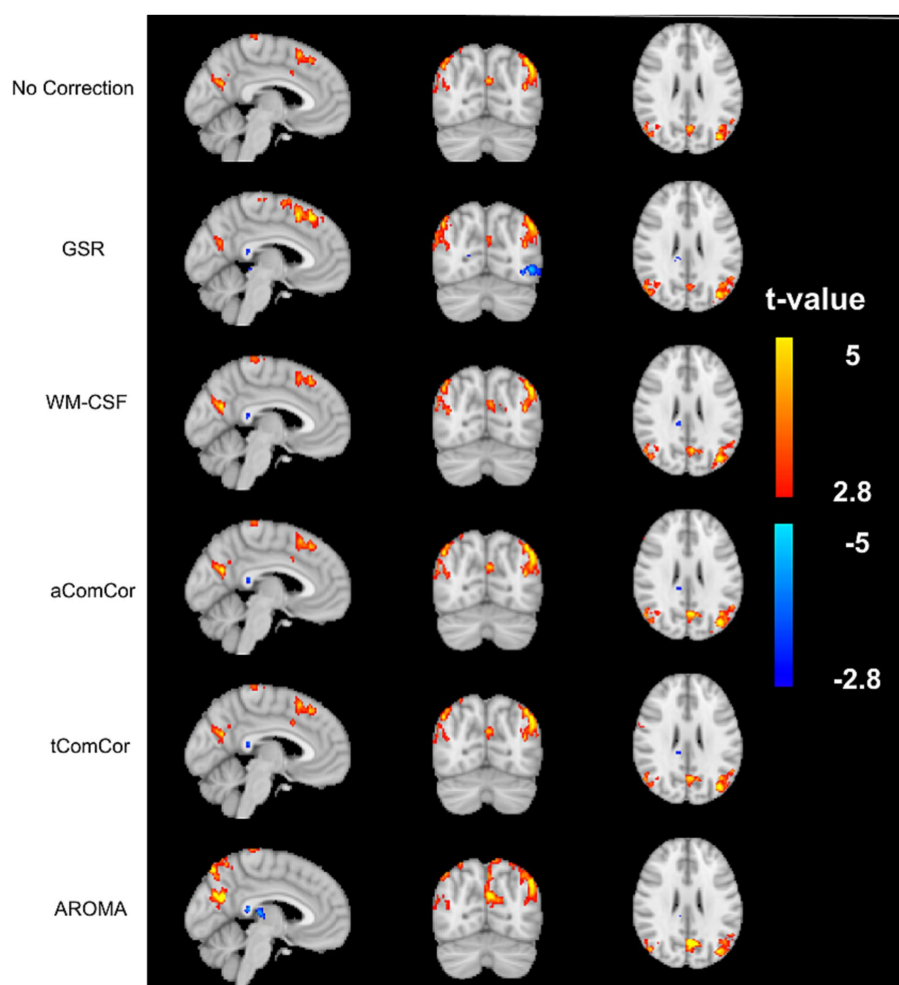 No Correction
GSR
WM-CSF
aComCor
tComCor
AROMA
t-value
5
2.8
-5
-2.8